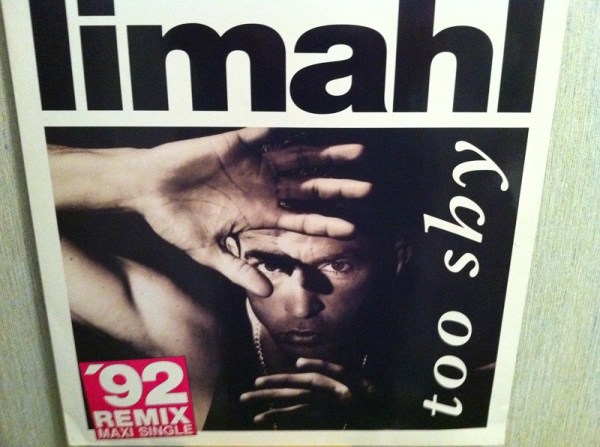 limahl
too shy
'92
REMIX
MAXI SINGLE